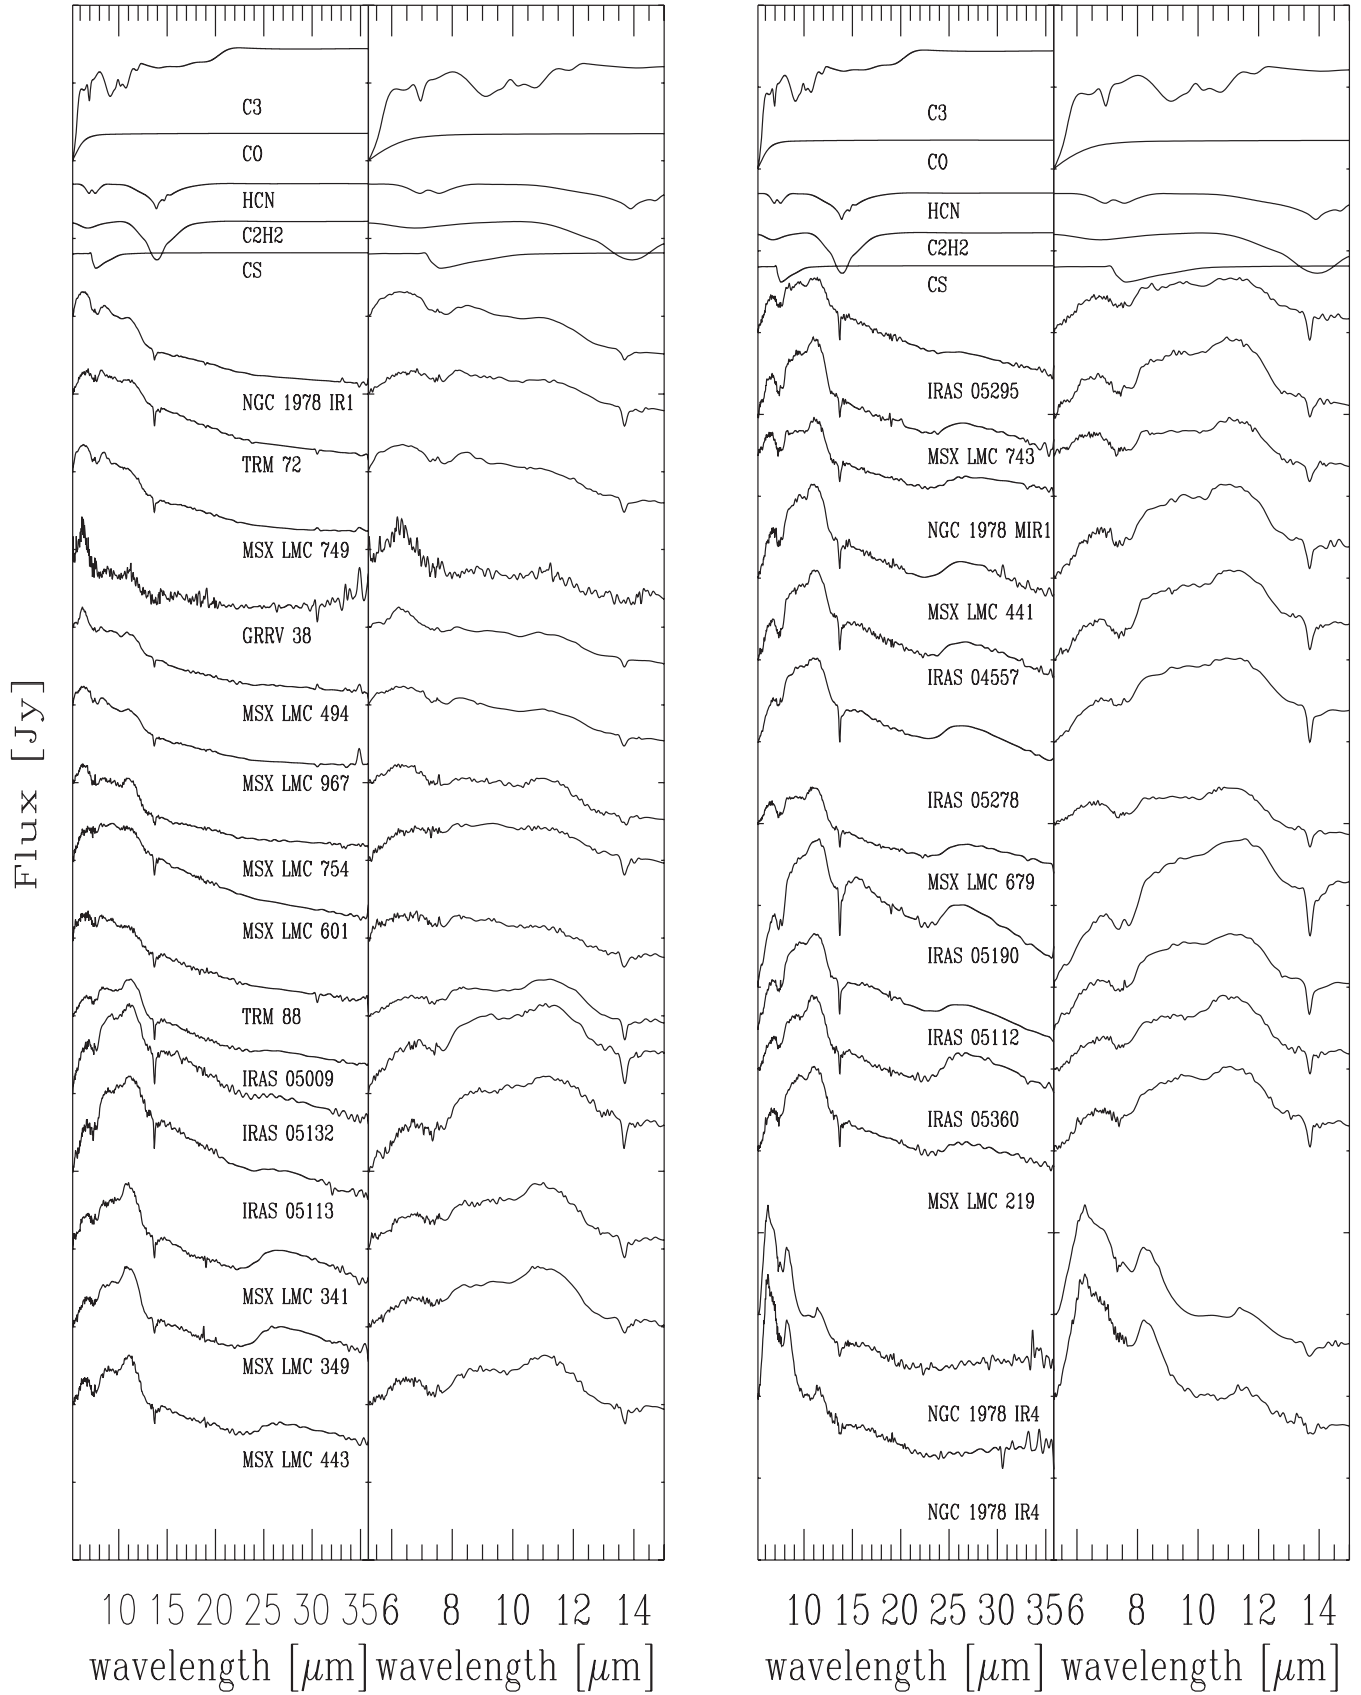 Flux [Jy]
C3
CO
HCN
C2H2
CS
NGC 1978 IR1
TRM 72
MSX LMC 749
GRRV 38
MSX LMC 494
MSX LMC 967
MSX LMC 754
MSX LMC 601
TRM 88
IRAS 05009
IRAS 05132
IRAS 05113
MSX LMC 341
MSX LMC 349
MSX LMC 443
10 15 20 25 30 35 6 8 10 12 14
wavelength [μm] wavelength [μm]
C3
CO
HCN
C2H2
CS
IRAS 05295
MSX LMC 743
NGC 1978 MIR1
MSX LMC 441
IRAS 04557
IRAS 05278
MSX LMC 679
IRAS 05190
IRAS 05112
IRAS 05360
MSX LMC 219
NGC 1978 IR4
NGC 1978 IR4
10 15 20 25 30 35 6 8 10 12 14
wavelength [μm] wavelength [μm]